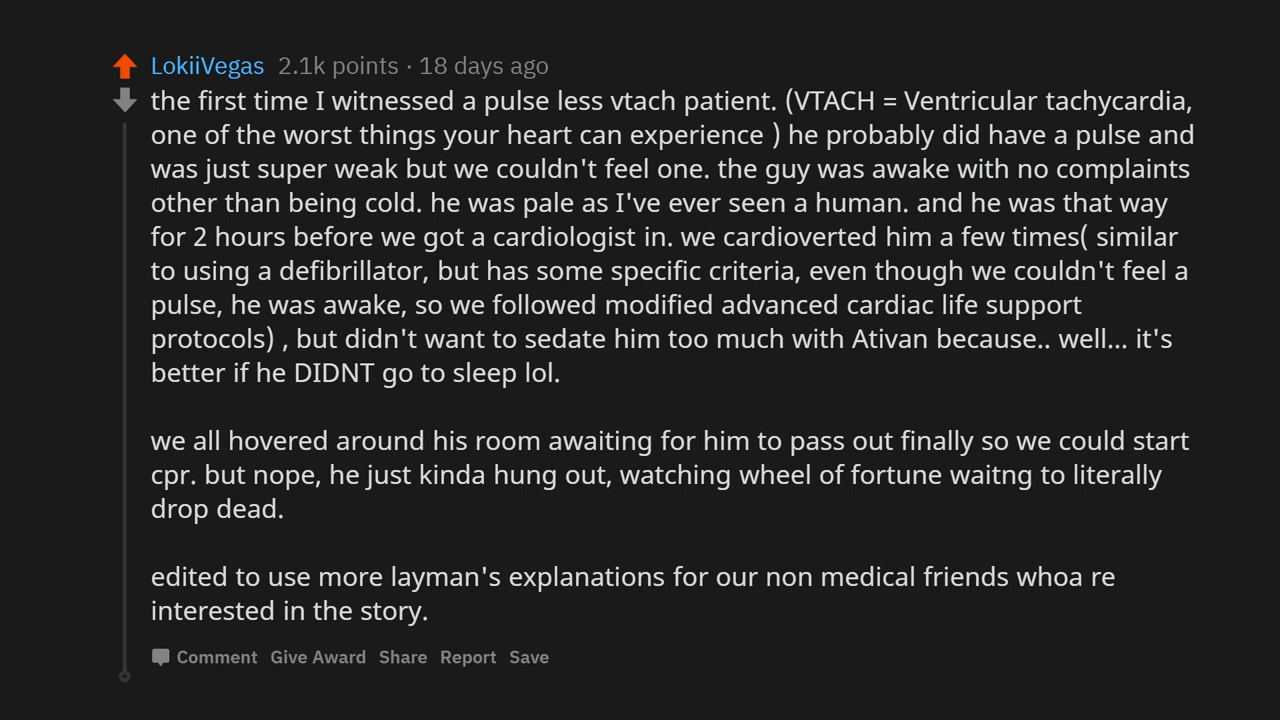 LokiiVegas 2.1k points · 18 days ago
the first time I witnessed a pulse less vtach patient. (VTACH = Ventricular tachycardia,
one of the worst things your heart can experience ) he probably did have a pulse and
was just super weak but we couldn't feel one. the guy was awake with no complaints
other than being cold. he was pale as I've ever seen a human. and he was that way
for 2 hours before we got a cardiologist in. we cardioverted him a few times( similar
to using a defibrillator, but has some specific criteria, even though we couldn't feel a
pulse, he was awake, so we followed modified advanced cardiac life support
protocols) , but didn't want to sedate him too much with Ativan because.. well... it's
better if he DIDNT go to sleep lol.
we all hovered around his room awaiting for him to pass out finally so we could start
cpr. but nope, he just kinda hung out, watching wheel of fortune waitng to literally
drop dead.
edited to use more layman's explanations for our non medical friends whoa re
interested in the story.
Comment Give Award Share Report Save